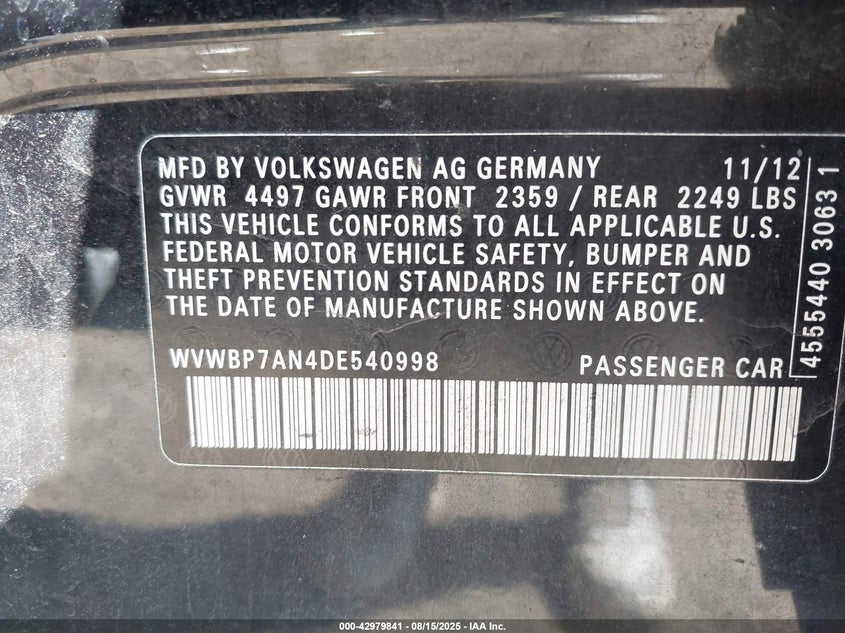 MFD BY VOLKSWAGEN AG GERMANY 11/12
GVWR 4497 GAWR FRONT 2359 / REAR 2249 LBS
THIS VEHICLE CONFORMS TO ALL APPLICABLE U.S.
FEDERAL MOTOR VEHICLE SAFETY, BUMPER AND
THEFT PREVENTION STANDARDS IN EFFECT ON
THE DATE OF MANUFACTURE SHOWN ABOVE.
WVWBP7AN4DE540998 PASSENGER CAR
4555440 3063 1
000-42979841 - 08/15/2025 - IAA Inc.